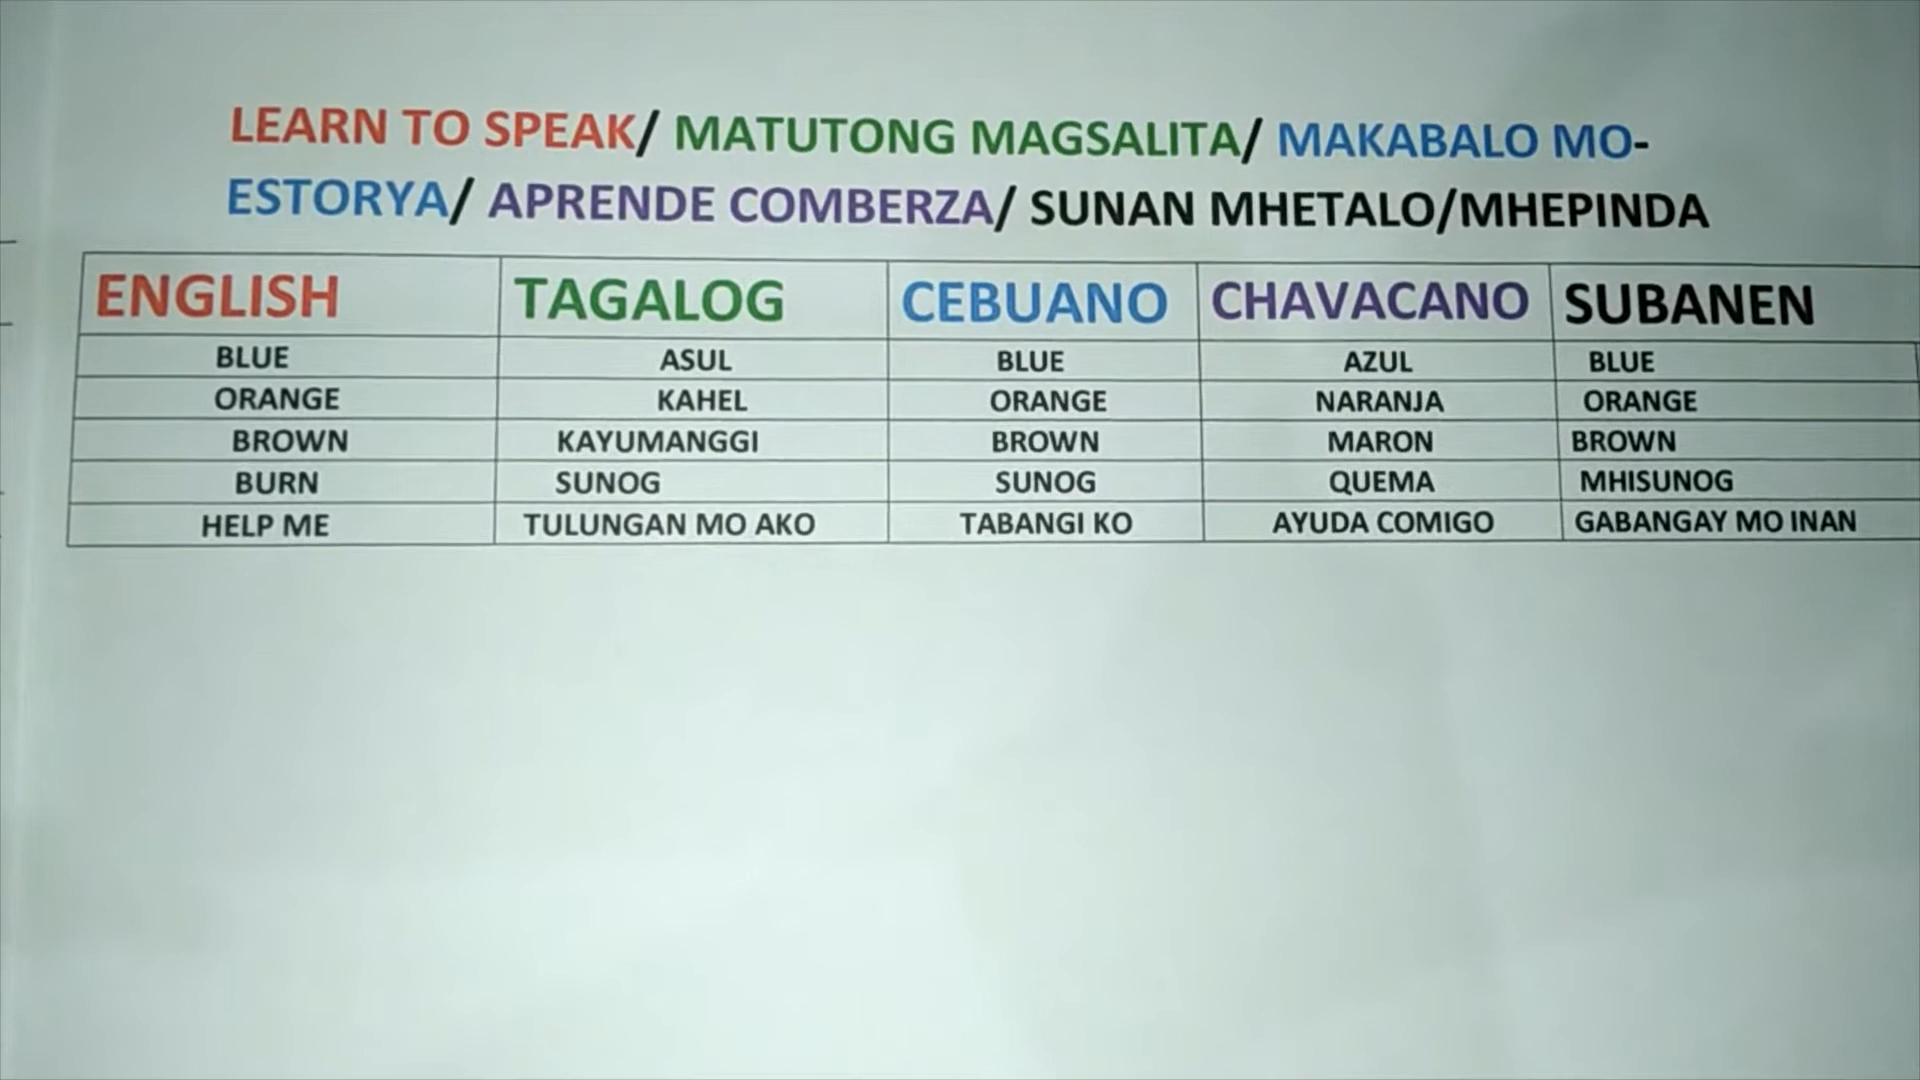 LEARN TO SPEAK/ MATUTONG MAGSALITA/ MAKABALO MO-
ESTORYA/ APRENDE COMBERZA/ SUNAN MHETALO/MHEPINDA
ENGLISH TAGALOG CEBUANO CHAVACANO SUBANEN
BLUE ASUL BLUE AZUL BLUE
ORANGE KAHEL ORANGE NARANJA ORANGE
BROWN KAYUMANGGI BROWN MARON BROWN
BURN SUNOG SUNOG QUEMA MHISUNOG
HELP ME TULUNGAN MO AKO TABANGI KO AYUDA COMIGO GABANGAY MO INAN